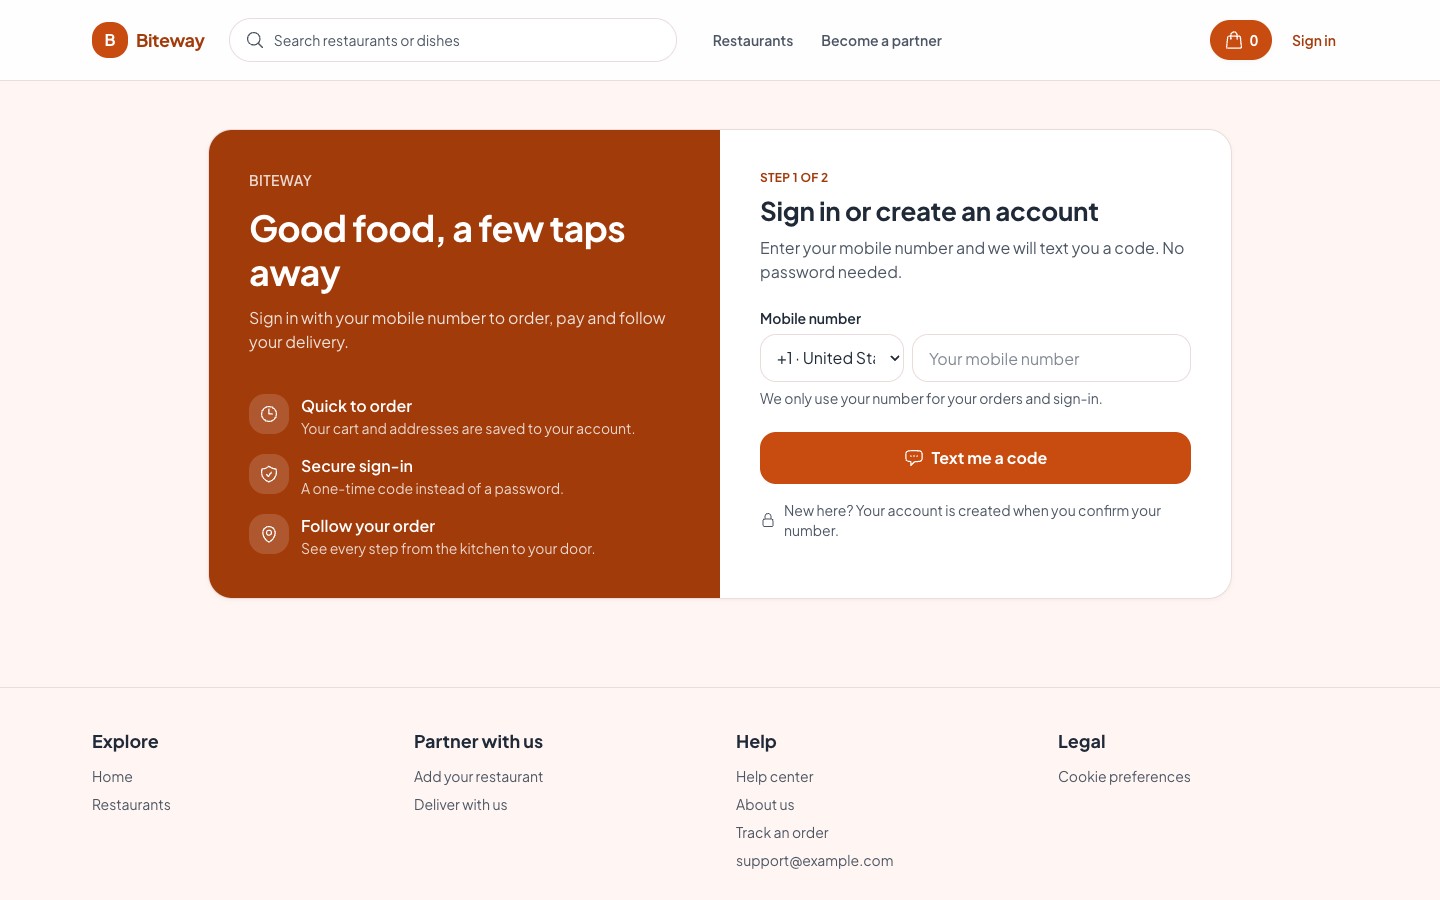 B Biteway
Search restaurants or dishes
Restaurants
Become a partner
0
Sign in
BITEWAY
Good food, a few taps
away
Sign in with your mobile number to order, pay and follow
your delivery.
Quick to order
Your cart and addresses are saved to your account.
Secure sign-in
A one-time code instead of a password.
Follow your order
See every step from the kitchen to your door.
STEP 1 OF 2
Sign in or create an account
Enter your mobile number and we will text you a code. No
password needed.
Mobile number
+1 · United Sta
Your mobile number
We only use your number for your orders and sign-in.
Text me a code
New here? Your account is created when you confirm your
number.
Explore
Home
Restaurants
Partner with us
Add your restaurant
Deliver with us
Help
Help center
About us
Track an order
support@example.com
Legal
Cookie preferences